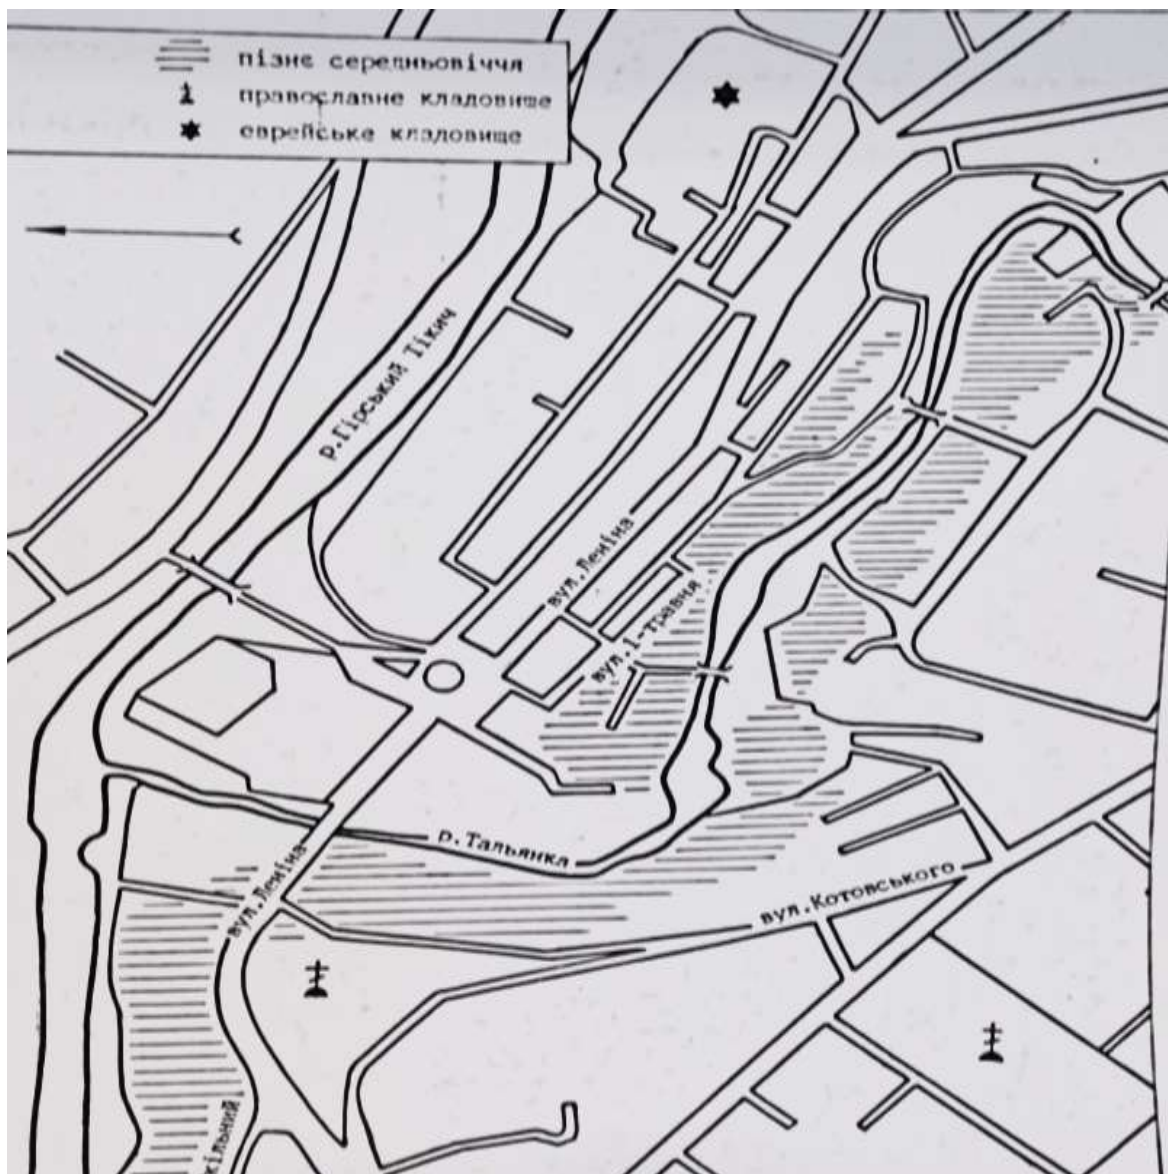 пізнє середньовіччя
православне кладовище
єврейське кладовище
р.Гірський Тікич
вул.Леніна
вул.1-Травня
р.Тальянка
вул.Леніна
вул.Котовського